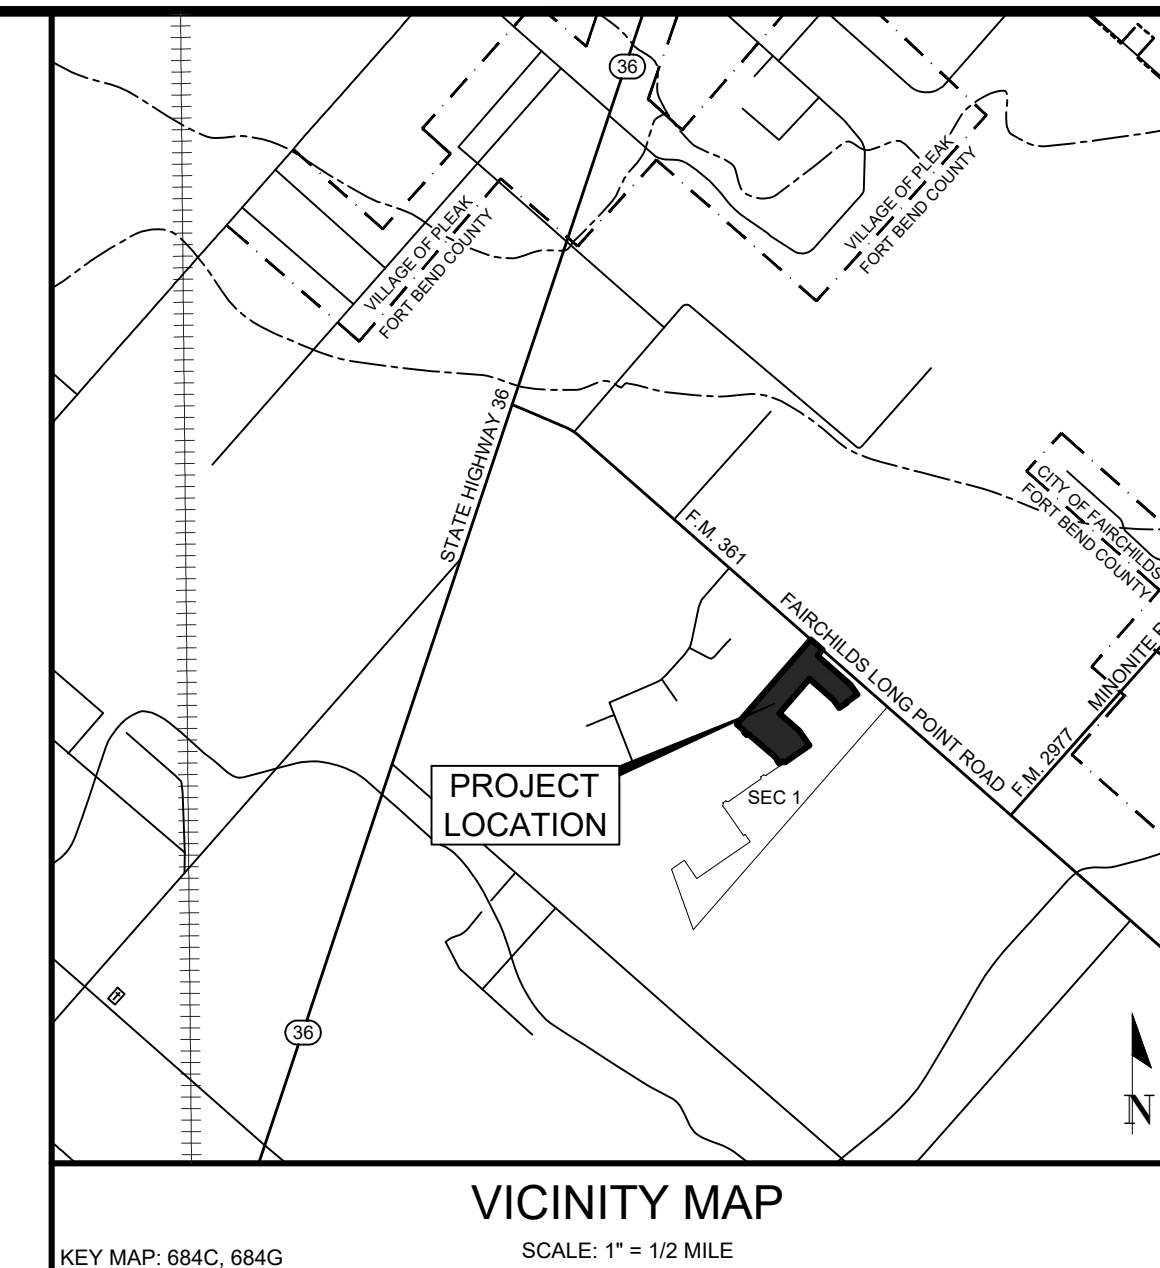 36
VILLAGE OF PLEAK
FORT BEND COUNTY
VILLAGE OF PLEAK
FORT BEND COUNTY
STATE HIGHWAY 36
CITY OF FAIRCHILDS
FORT BEND COUNTY
F.M. 361
FAIRCHILDS LONG POINT ROAD
MINONITE
F.M. 2977
PROJECT
LOCATION
SEC 1
36
N
VICINITY MAP
SCALE: 1" = 1/2 MILE
KEY MAP: 684C, 684G